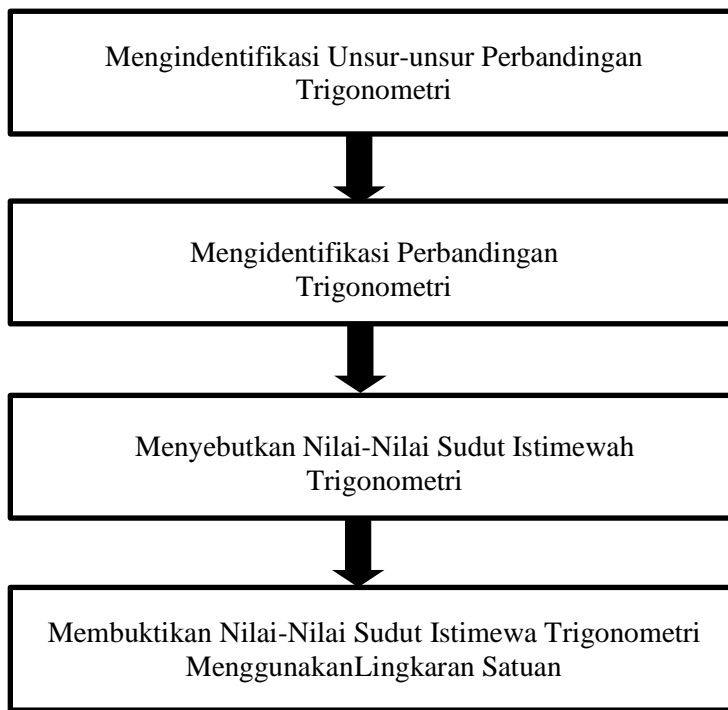 Mengindentifikasi Unsur-unsur Perbandingan
Trigonometri
Mengidentifikasi Perbandingan
Trigonometri
Menyebutkan Nilai-Nilai Sudut Istimewah
Trigonometri
Membuktikan Nilai-Nilai Sudut Istimewa Trigonometri
MenggunakanLingkaran Satuan